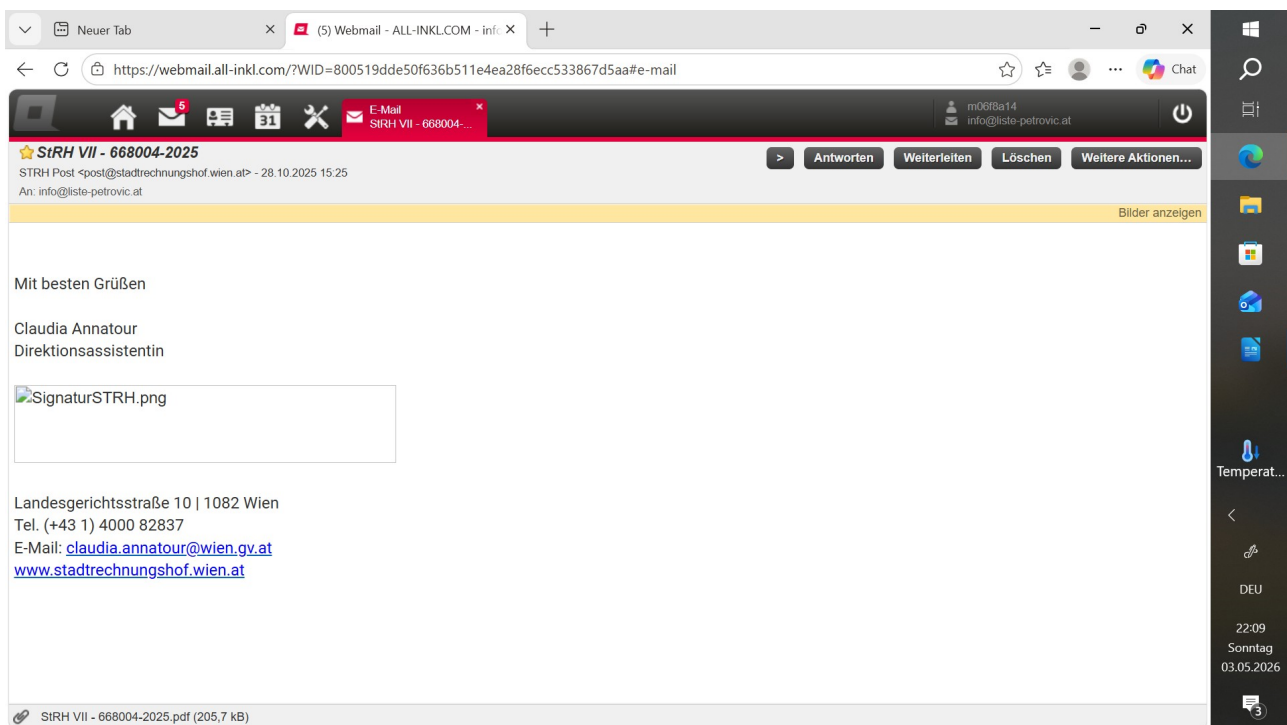 Neuer Tab
(5) Webmail - ALL-INKL.COM - info
https://webmail.all-inkl.com/?WID=800519dde50f636b511e4ea28f6ecc533867d5aa#e-mail
Chat
5
31
E-Mail
StRH VII - 668004-...
m06f8a14
info@liste-petrovic.at
StRH VII - 668004-2025
STRH Post <post@stadtrechnungshof.wien.at> - 28.10.2025 15:25
An: info@liste-petrovic.at
> Antworten Weiterleiten Löschen Weitere Aktionen...
Bilder anzeigen
Mit besten Grüßen
Claudia Annatour
Direktionsassistentin
SignaturSTRH.png
Landesgerichtsstraße 10 | 1082 Wien
Tel. (+43 1) 4000 82837
E-Mail: claudia.annatour@wien.gv.at
www.stadtrechnungshof.wien.at
StRH VII - 668004-2025.pdf (205,7 kB)
Temperat...
DEU
22:09
Sonntag
03.05.2026
3